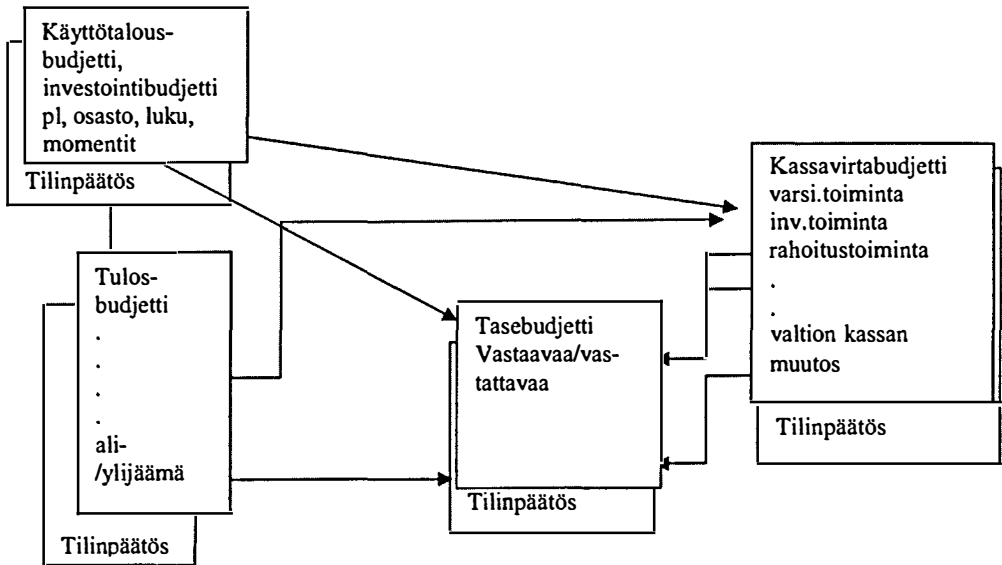 Käyttötalous-
budjetti,
investointibudjetti
pl, osasto, luku,
momentit
Tilinpäätös
Tulos-
budjetti
.
.
.
.
ali-
/ylijäämä
Tilinpäätös
Tasebudjetti
Vastaavaa/vas-
tattavaa
Tilinpäätös
Kassavirtabudjetti
varsi.toiminta
inv.toiminta
rahoitustoiminta
.
.
valtion kassan
muutos
Tilinpäätös